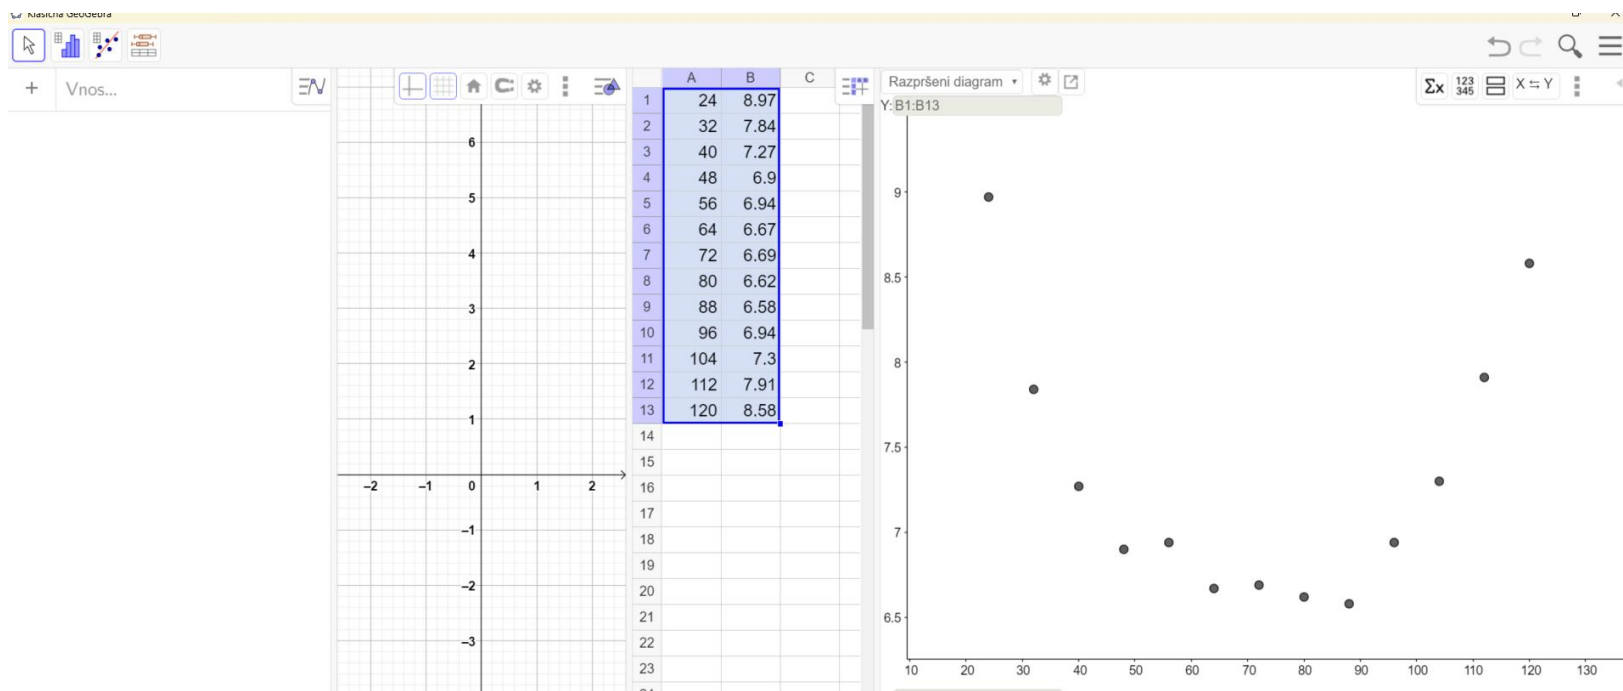 Klasična GeoGebra
+ Vnos...
Razpršeni diagram
Σx 123 345 X ⇆ Y
Y: B1:B13
A B C
1 24 8.97
2 32 7.84
3 40 7.27
4 48 6.9
5 56 6.94
6 64 6.67
7 72 6.69
8 80 6.62
9 88 6.58
10 96 6.94
11 104 7.3
12 112 7.91
13 120 8.58
14
15
16
17
18
19
20
21
22
23
6
5
4
3
2
1
–2 –1 0 1 2
–1
–2
–3
9
8.5
8
7.5
7
6.5
10 20 30 40 50 60 70 80 90 100 110 120 130